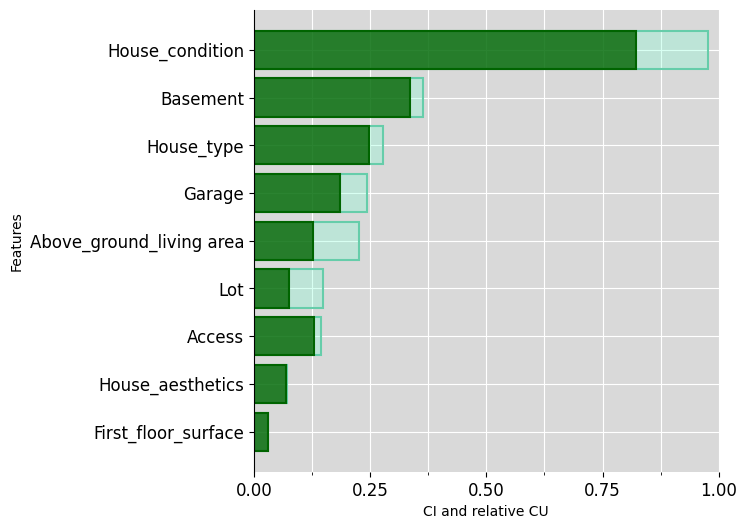 House_condition
Basement
House_type
Garage
Above_ground_living area
Lot
Access
House_aesthetics
First_floor_surface
Features
0.00 0.25 0.50 0.75 1.00
CI and relative CU